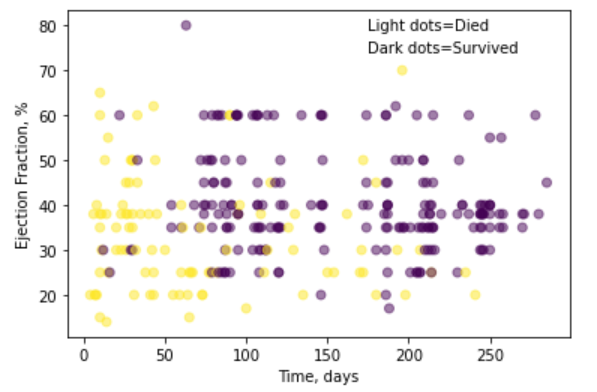 Light dots=Died
Dark dots=Survived
Ejection Fraction, %
80
70
60
50
40
30
20
0 50 100 150 200 250
Time, days